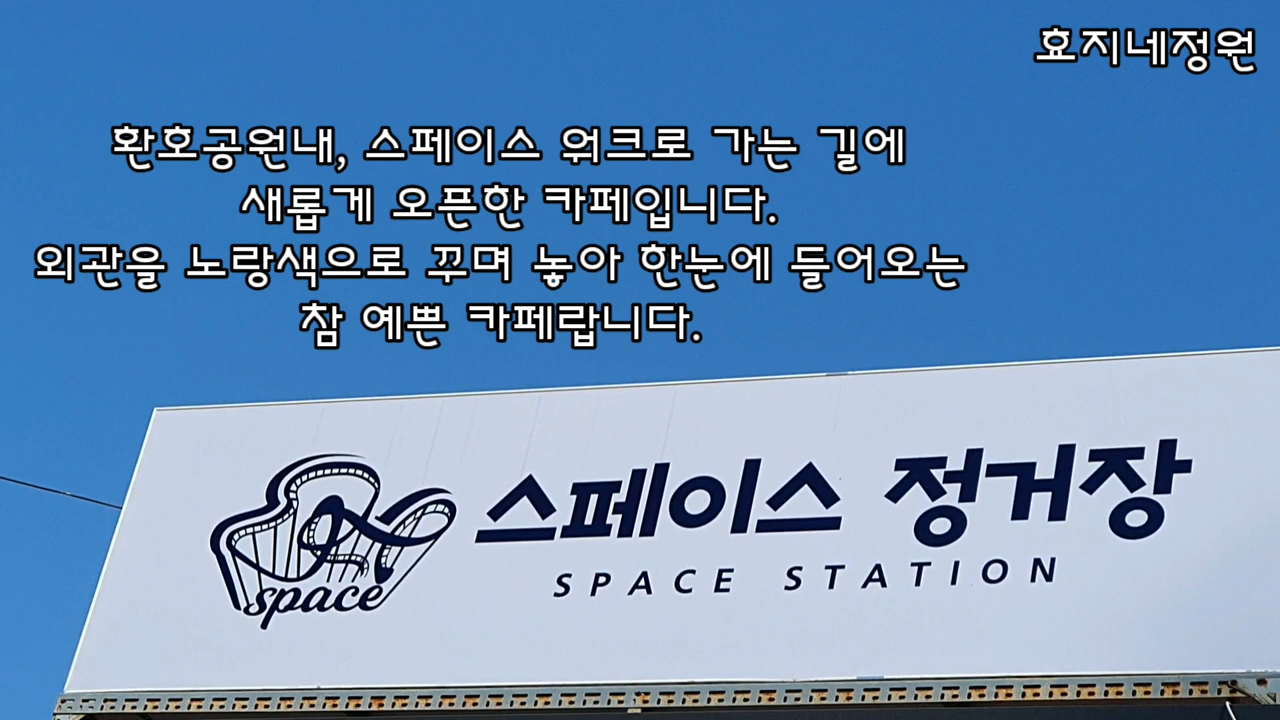 효지네정원
환호공원내, 스페이스 워크로 가는 길에
새롭게 오픈한 카페입니다.
외관을 노랑색으로 꾸며 놓아 한눈에 들어오는
참 예쁜 카페랍니다.
스페이스 정거장
SPACE STATION
space